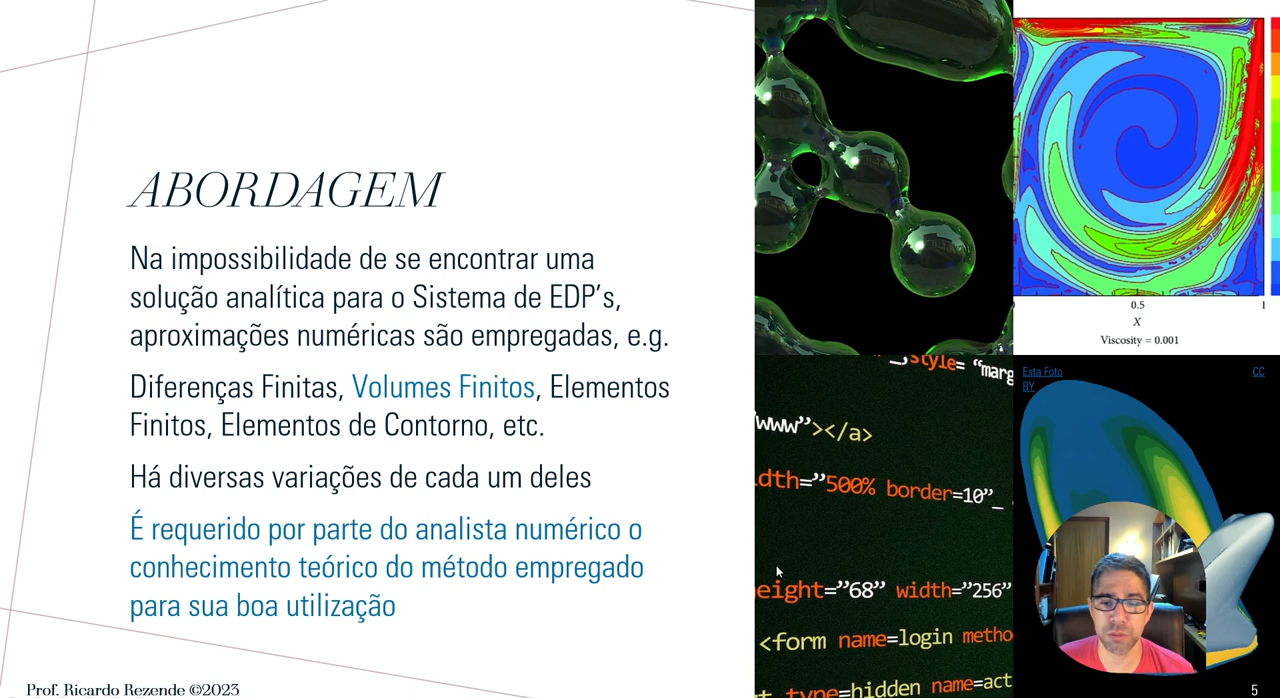 ABORDAGEM
Na impossibilidade de se encontrar uma
solução analítica para o Sistema de EDP’s,
aproximações numéricas são empregadas, e.g.
Diferenças Finitas, Volumes Finitos, Elementos
Finitos, Elementos de Contorno, etc.
Há diversas variações de cada um deles
É requerido por parte do analista numérico o
conhecimento teórico do método empregado
para sua boa utilização
Prof. Ricardo Rezende ©2023
0.5 1
X
Viscosity = 0.001
style= “marg
www”></a>
dth=”500% border=10”_
eight=”68” width=”256”
<form name=login metho
type=hidden name=act
Esta Foto CC
BY
5